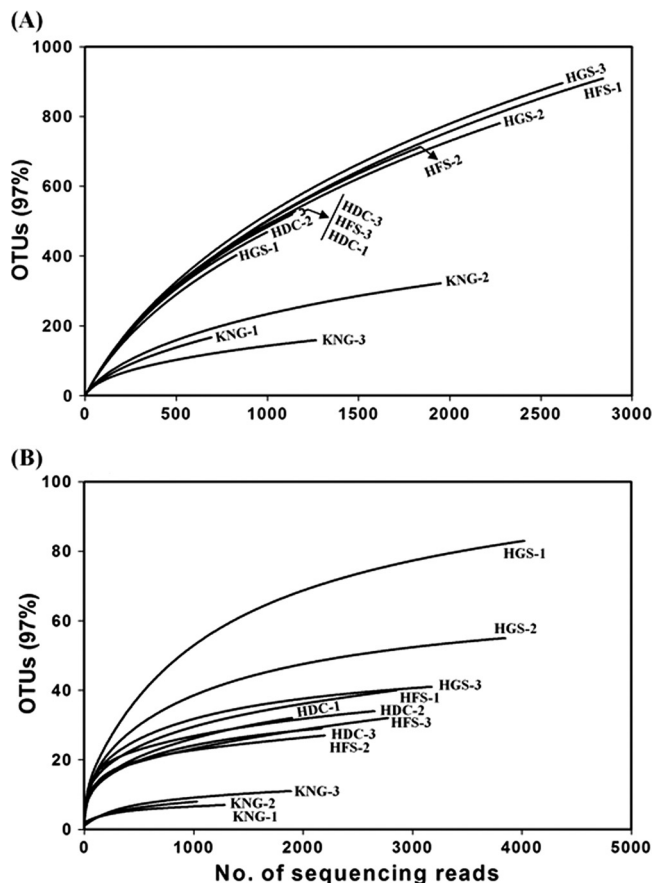 (A)
1000
800
600
400
200
0
OTUs (97%)
HGS-3
HFS-1
HGS-2
HFS-2
HDC-3
HFS-3
HDC-1
HDC-2
HGS-1
KNG-2
KNG-1
KNG-3
0 500 1000 1500 2000 2500 3000
(B)
100
80
60
40
20
0
OTUs (97%)
HGS-1
HGS-2
HGS-3
HFS-1
HDC-1
HDC-2
HFS-3
HDC-3
HFS-2
KNG-3
KNG-2
KNG-1
0 1000 2000 3000 4000 5000
No. of sequencing reads